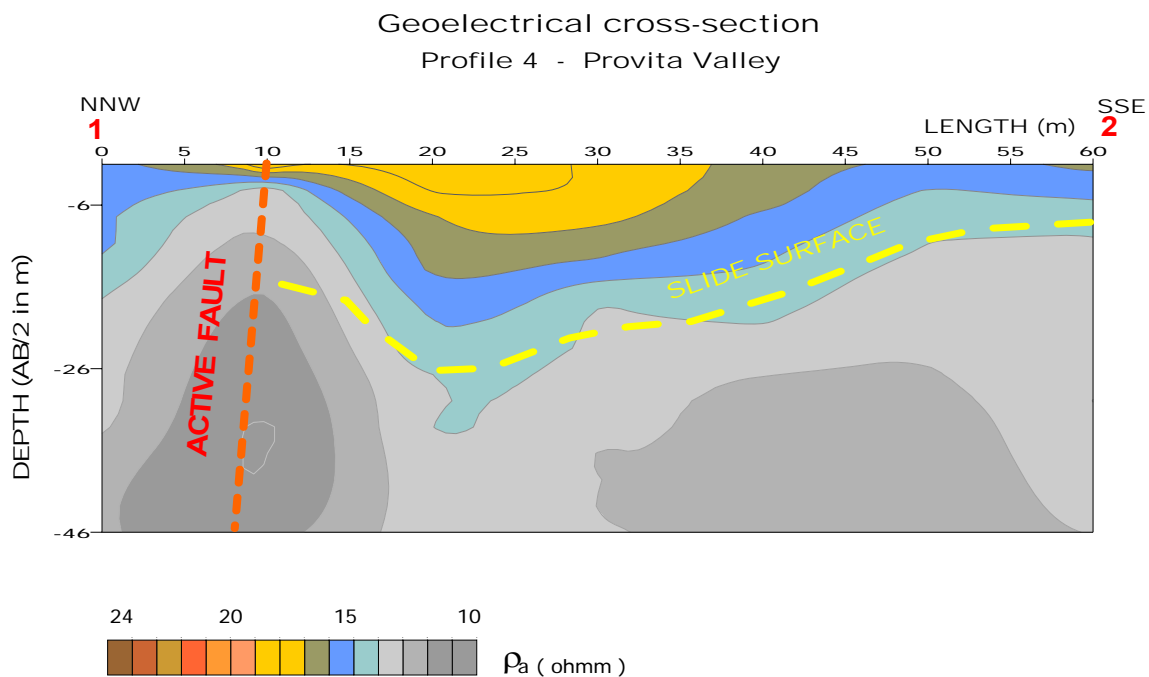 Geoelectrical cross-section
Profile 4 - Provita Valley
NNW
SSE
1
LENGTH (m)
2
0 5 10 15 20 25 30 35 40 45 50 55 60
-6
-26
-46
DEPTH (AB/2 in m)
ACTIVE FAULT
SLIDE SURFACE
24 20 15 10
ρa ( ohmm )